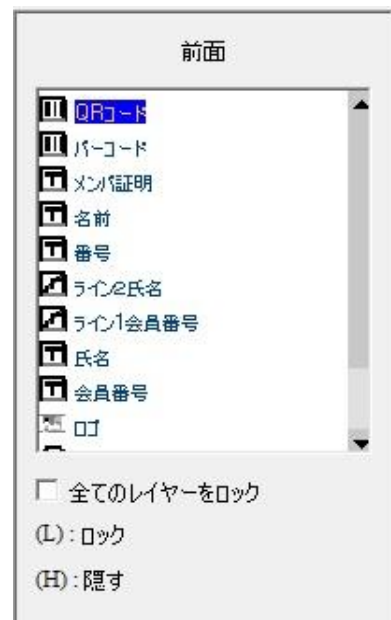 前面
QRコード
バーコード
メンバ証明
名前
番号
ライン2氏名
ライン1会員番号
氏名
会員番号
ロゴ
全てのレイヤーをロック
(L):ロック
(H):隠す